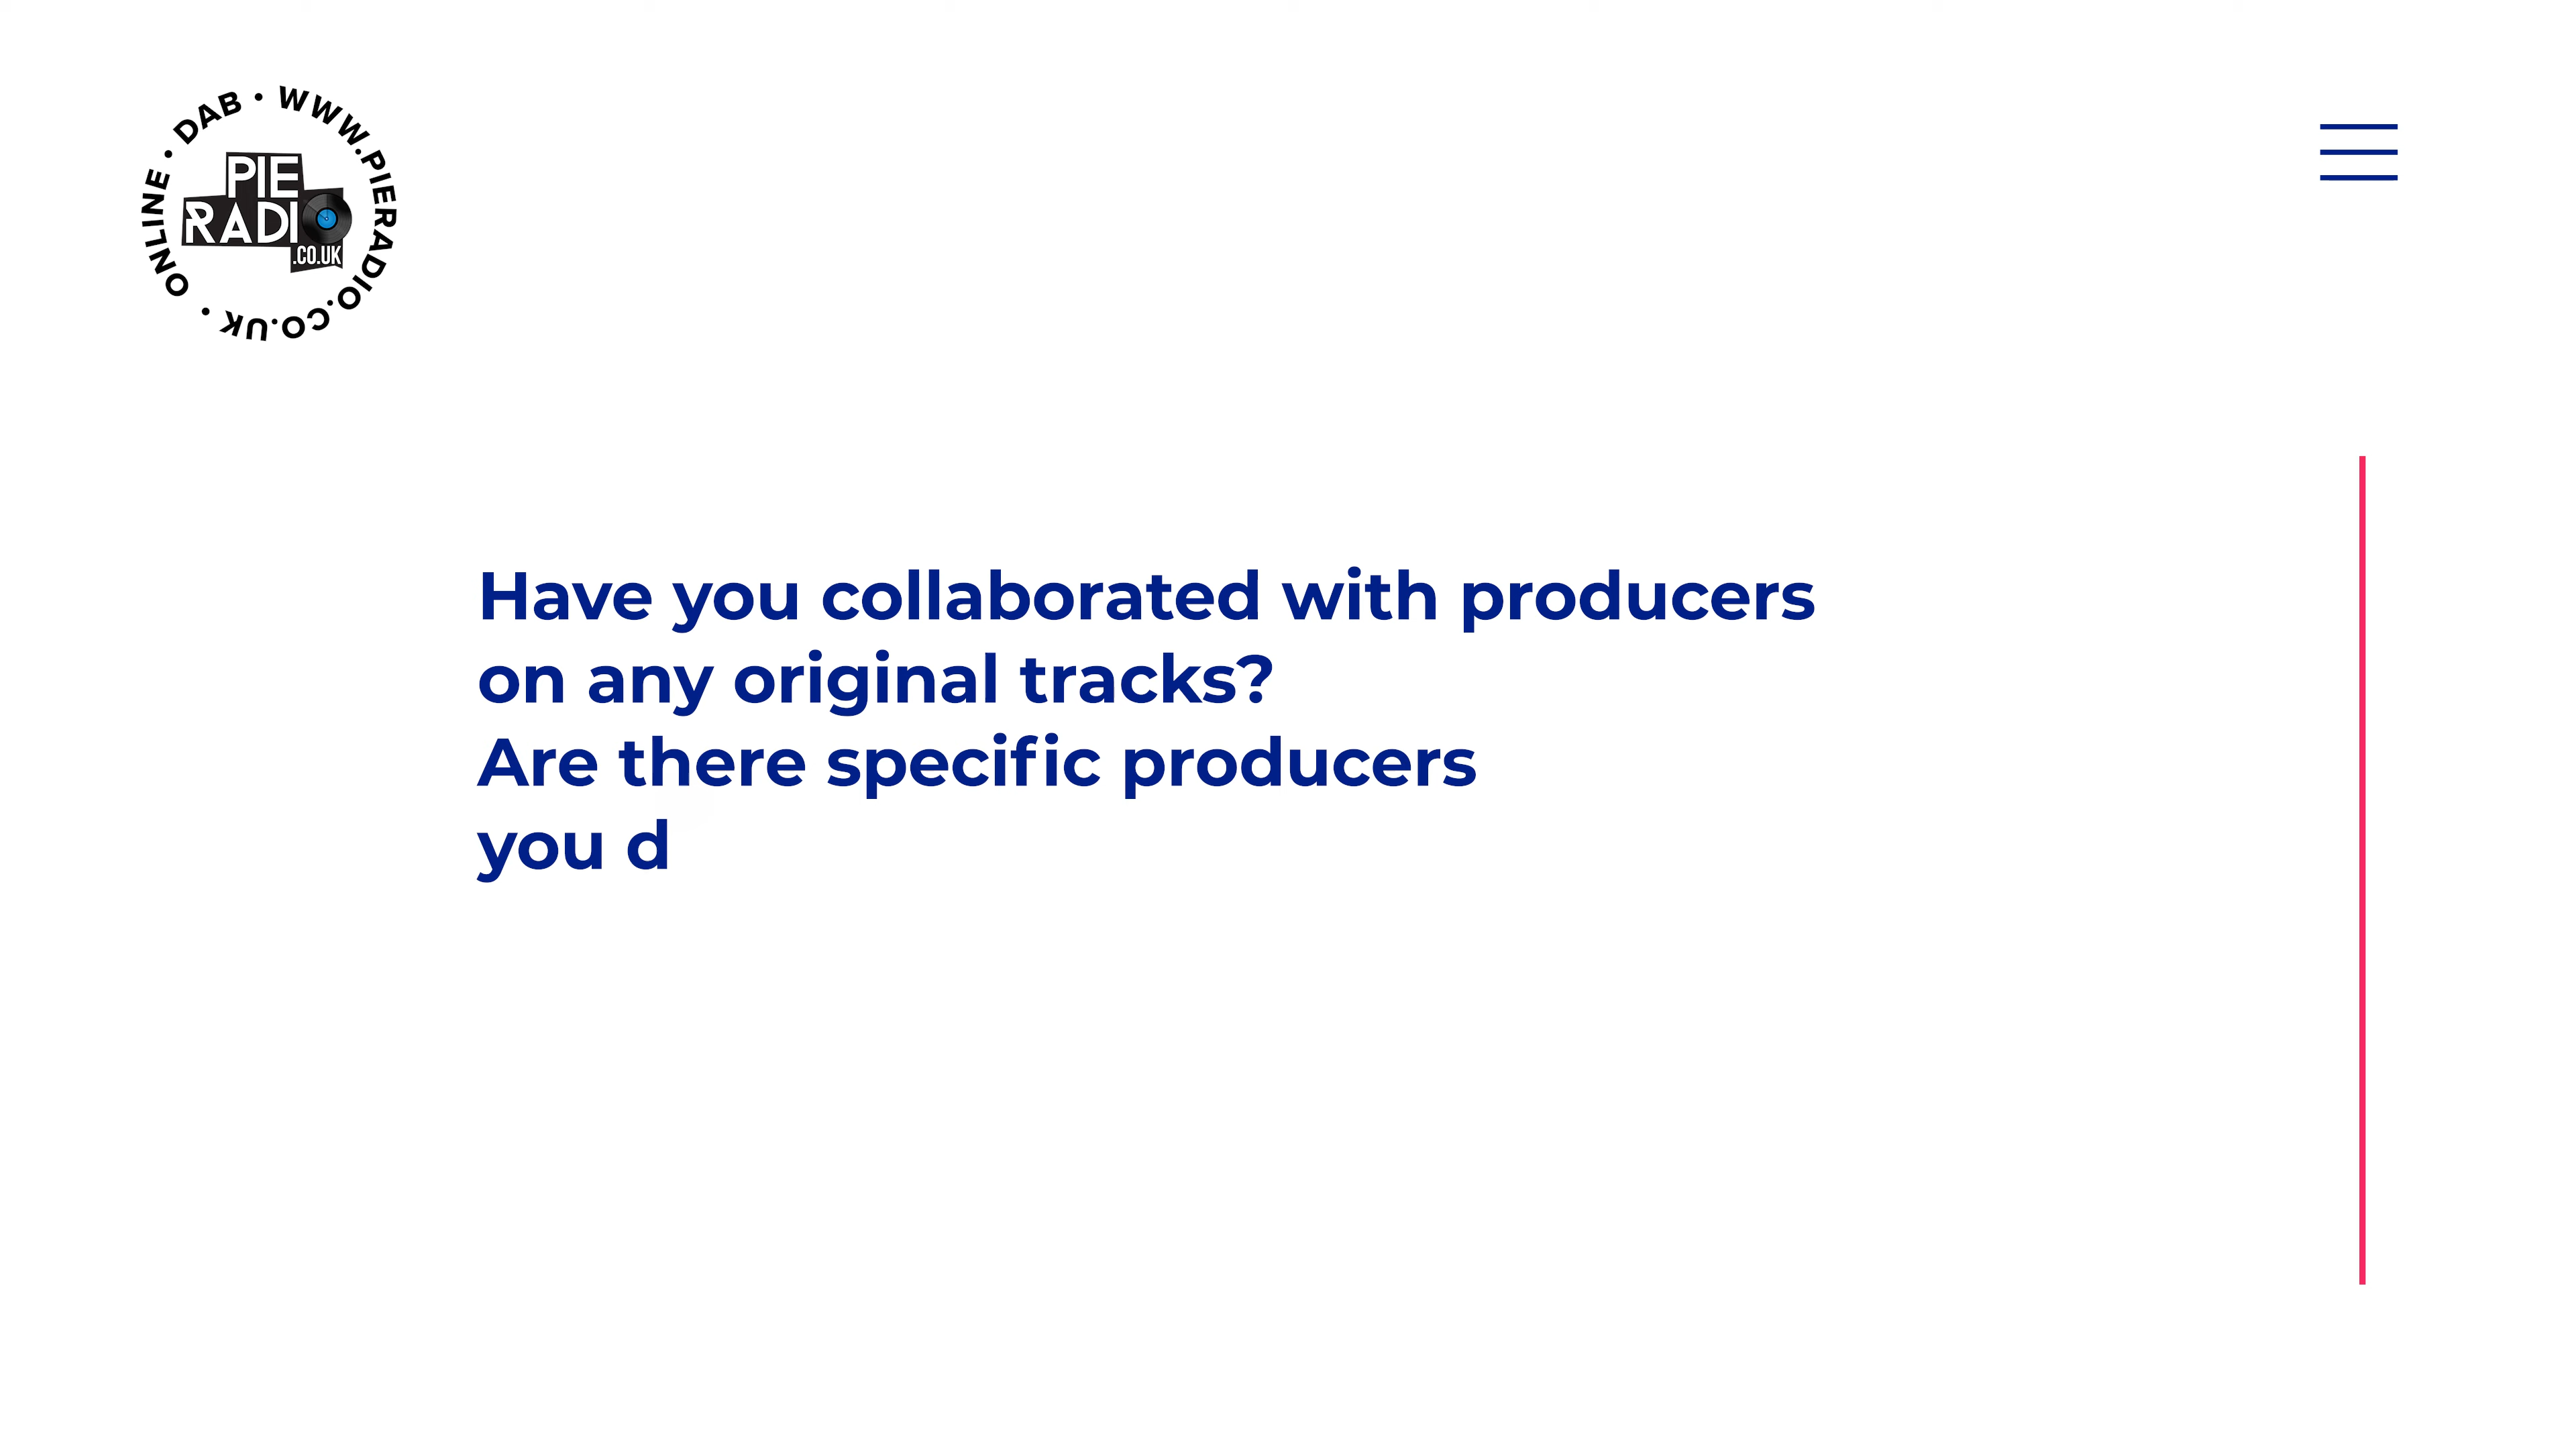 ONLINE • DAB • WWW.PIERADIO.CO.UK •
PIE
RADIO
.CO.UK
Have you collaborated with producers
on any original tracks?
Are there specific producers
you d